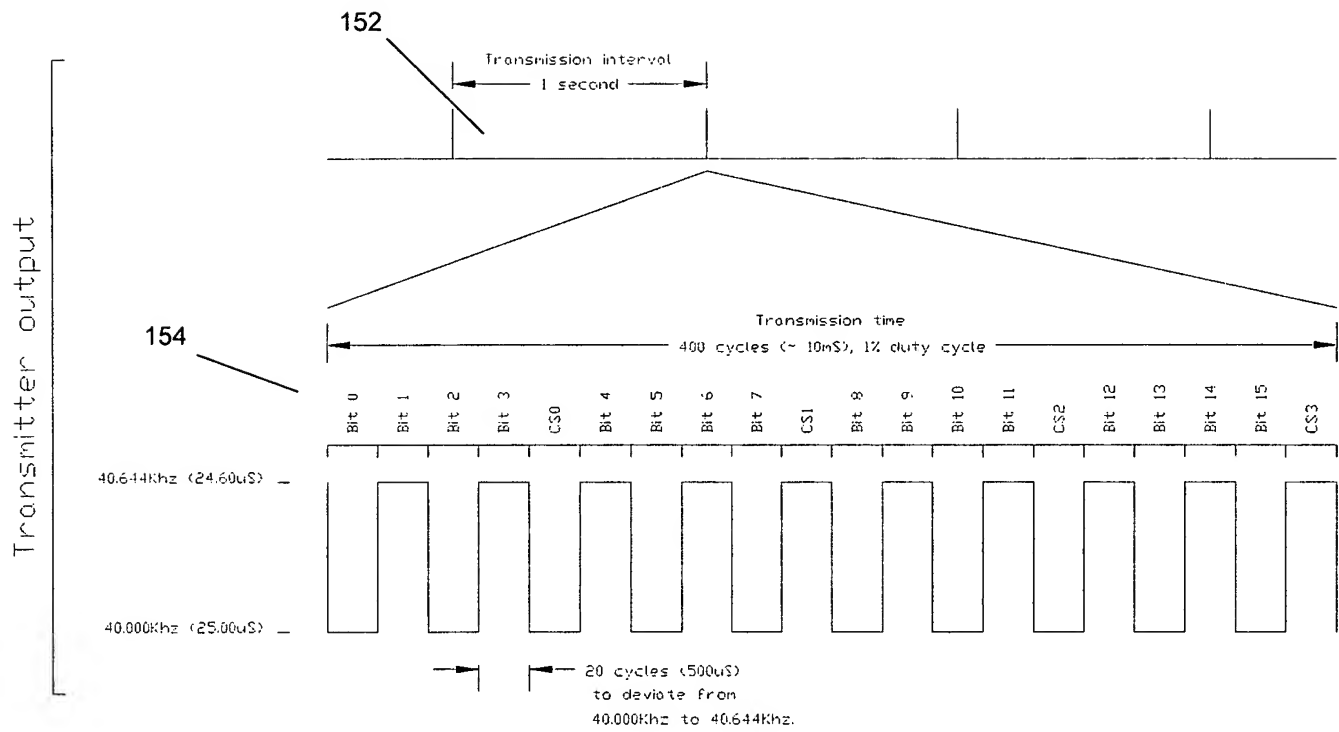 152
Transmission interval
1 second
Transmitter output
154
Transmission time
400 cycles (~ 10mS), 1% duty cycle
Bit 0
Bit 1
Bit 2
Bit 3
CS0
Bit 4
Bit 5
Bit 6
Bit 7
CS1
Bit 8
Bit 9
Bit 10
Bit 11
CS2
Bit 12
Bit 13
Bit 14
Bit 15
CS3
40.644Khz (24.60uS)
40.000Khz (25.00uS)
20 cycles (500uS)
to deviate from
40.000Khz to 40.644Khz.